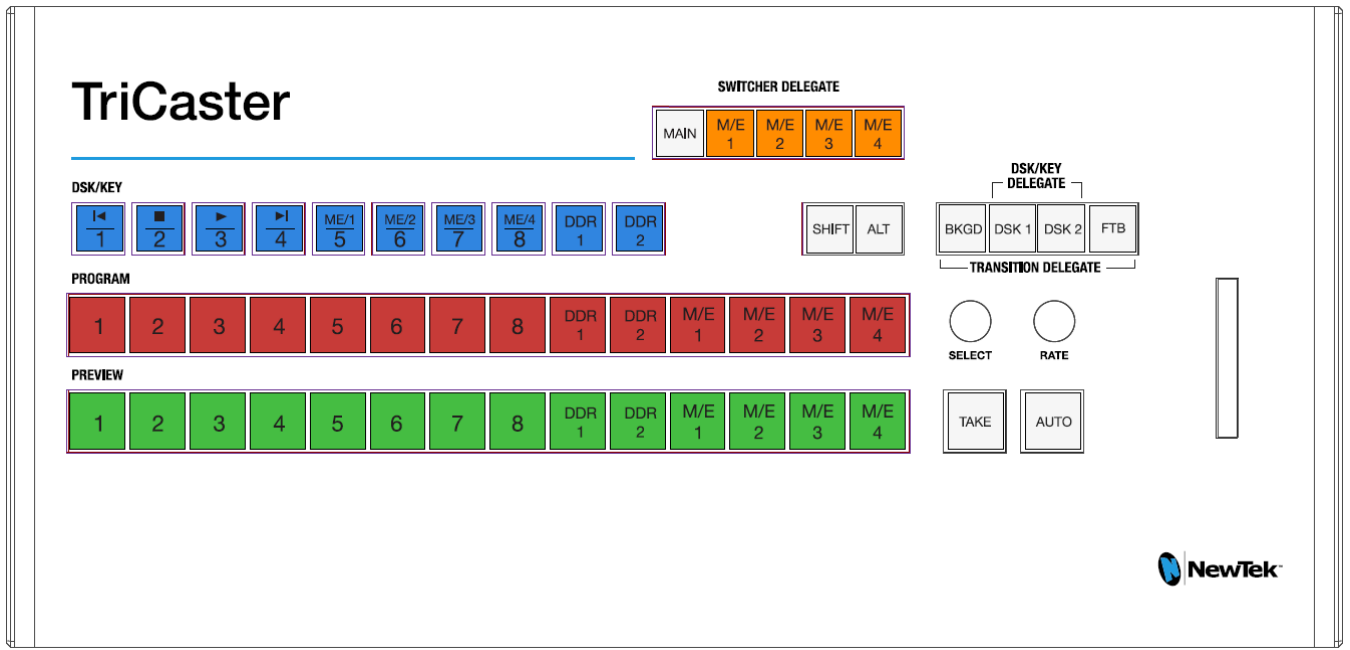 TriCaster
SWITCHER DELEGATE
MAIN M/E 1 M/E 2 M/E 3 M/E 4
DSK/KEY
1 2 3 4 ME/1 5 ME/2 6 ME/3 7 ME/4 8 DDR 1 DDR 2
SHIFT ALT
DSK/KEY
DELEGATE
BKGD DSK 1 DSK 2 FTB
TRANSITION DELEGATE
PROGRAM
1 2 3 4 5 6 7 8 DDR 1 DDR 2 M/E 1 M/E 2 M/E 3 M/E 4
SELECT RATE
PREVIEW
1 2 3 4 5 6 7 8 DDR 1 DDR 2 M/E 1 M/E 2 M/E 3 M/E 4
TAKE AUTO
NewTek